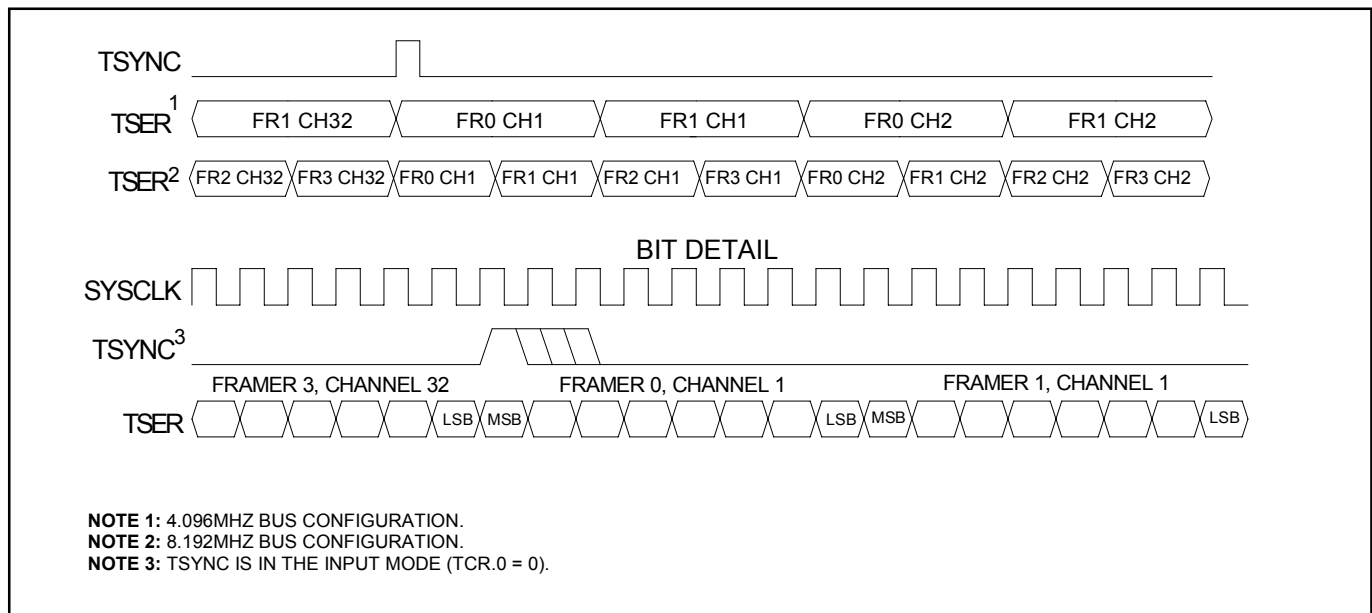 TSYNC
TSER1 FR1 CH32 FR0 CH1 FR1 CH1 FR0 CH2 FR1 CH2
TSER2 FR2 CH32 FR3 CH32 FR0 CH1 FR1 CH1 FR2 CH1 FR3 CH1 FR0 CH2 FR1 CH2 FR2 CH2 FR3 CH2
BIT DETAIL
SYSCLK
TSYNC3
FRAMER 3, CHANNEL 32 FRAMER 0, CHANNEL 1 FRAMER 1, CHANNEL 1
TSER LSB MSB LSB MSB LSB
NOTE 1: 4.096MHZ BUS CONFIGURATION.
NOTE 2: 8.192MHZ BUS CONFIGURATION.
NOTE 3: TSYNC IS IN THE INPUT MODE (TCR.0 = 0).